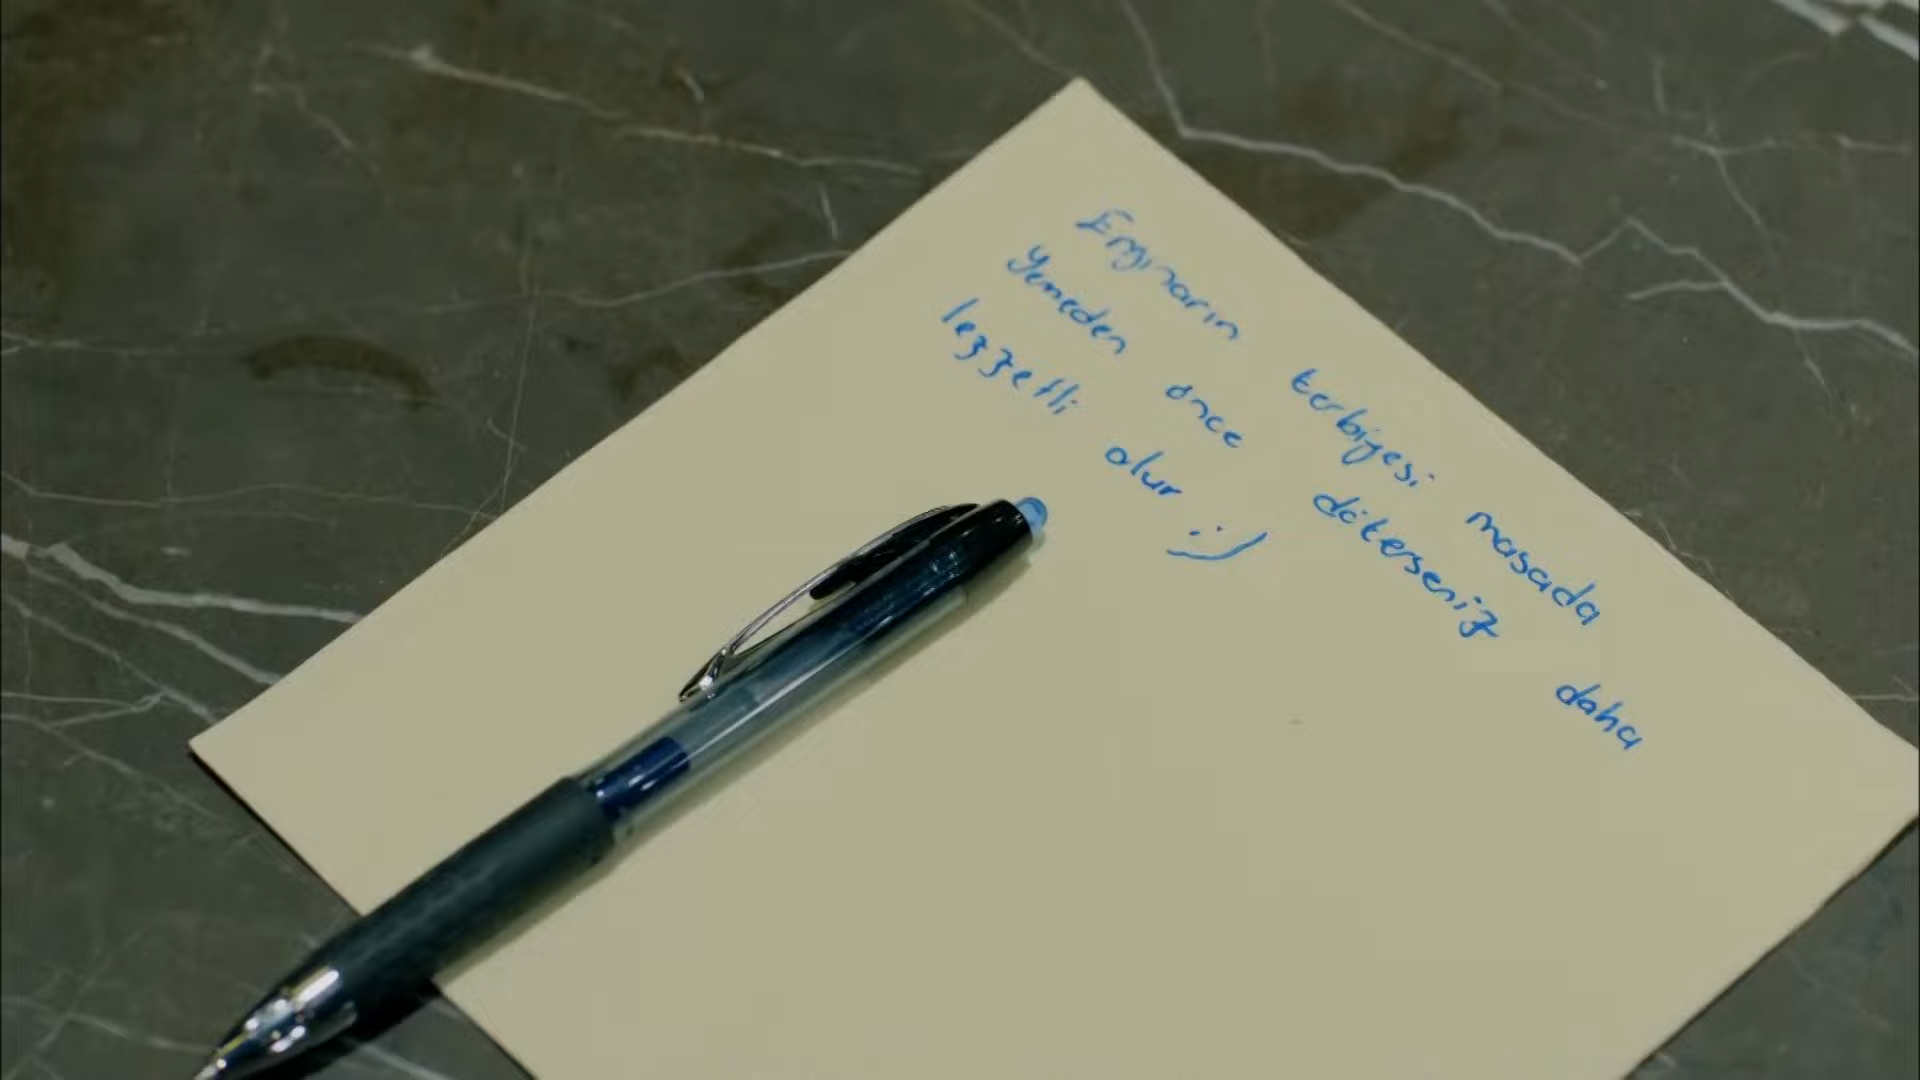 Enginarın terbiyesi masada
Yemeden önce dökerseniz daha
lezzetli olur :)